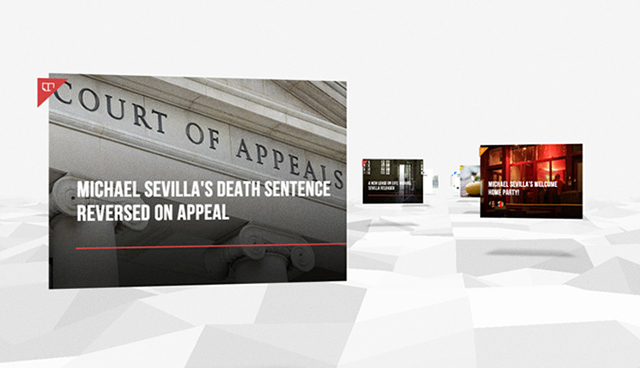 COURT OF APPEALS
MICHAEL SEVILLA'S DEATH SENTENCE
REVERSED ON APPEAL
A NEW LEASE ON LIFE, MICHAEL
SEVILLA RELEASED
MICHAEL SEVILLA'S WELCOME
HOME PARTY!